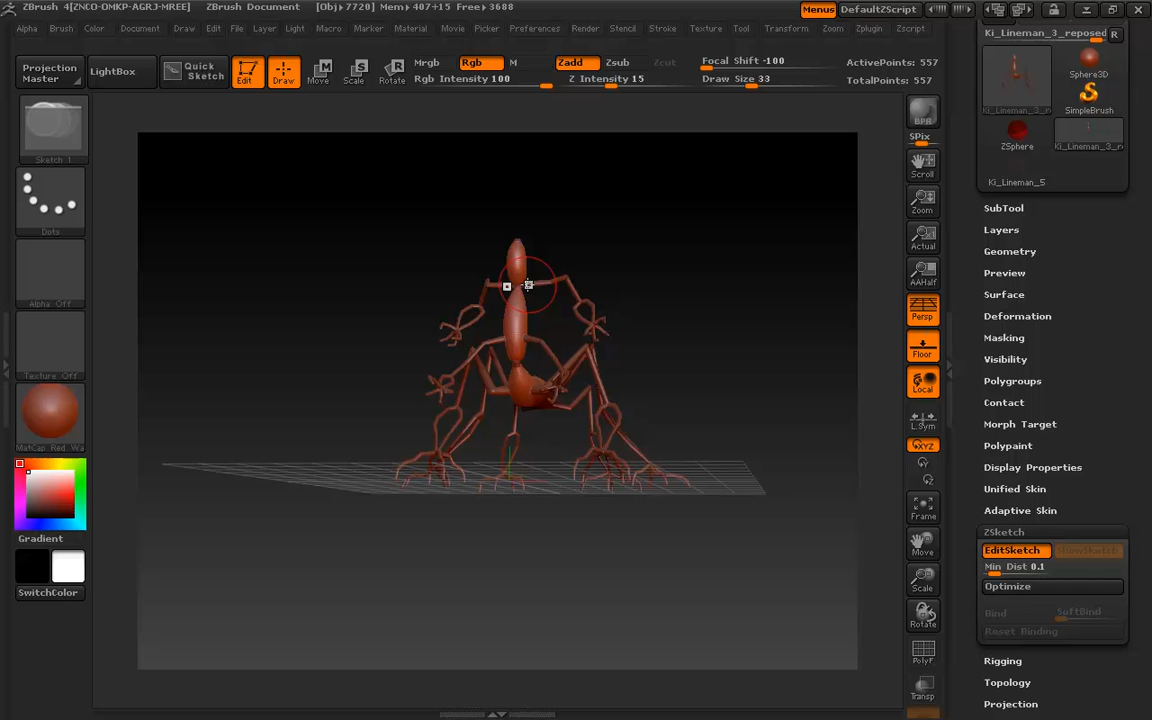 ZBrush 4[ZNCO-OMKP-AGRJ-MREE] ZBrush Document [Obj>7720] Mem>407+15 Free>3688 Menus DefaultZScript
Alpha Brush Color Document Draw Edit File Layer Light Macro Marker Material Movie Picker Preferences Render Stencil Stroke Texture Tool Transform Zoom Zplugin Zscript
Ki_Lineman_3_reposed R
Projection Master
LightBox
Quick Sketch
Edit
Draw
Move
Scale
Rotate
Mrgb Rgb M
Rgb Intensity 100
Zadd Zsub Zcut
Z Intensity 15
Focal Shift -100
Draw Size 33
ActivePoints: 557
TotalPoints: 557
Sketch 1
Dots
Alpha Off
Texture Off
MatCap Red Wa
Gradient
SwitchColor
BPR
SPix
Scroll
Zoom
Actual
AAHalf
Persp
Floor
Local
L.Sym
XYZ
Frame
Move
Scale
Rotate
PolyF
Transp
Sphere3D
Ki_Lineman_3_r
SimpleBrush
ZSphere
Ki_Lineman_3_re
Ki_Lineman_5
SubTool
Layers
Geometry
Preview
Surface
Deformation
Masking
Visibility
Polygroups
Contact
Morph Target
Polypaint
Display Properties
Unified Skin
Adaptive Skin
ZSketch
EditSketch ShowSketch
Min Dist 0.1
Optimize
Bind SoftBind
Reset Binding
Rigging
Topology
Projection